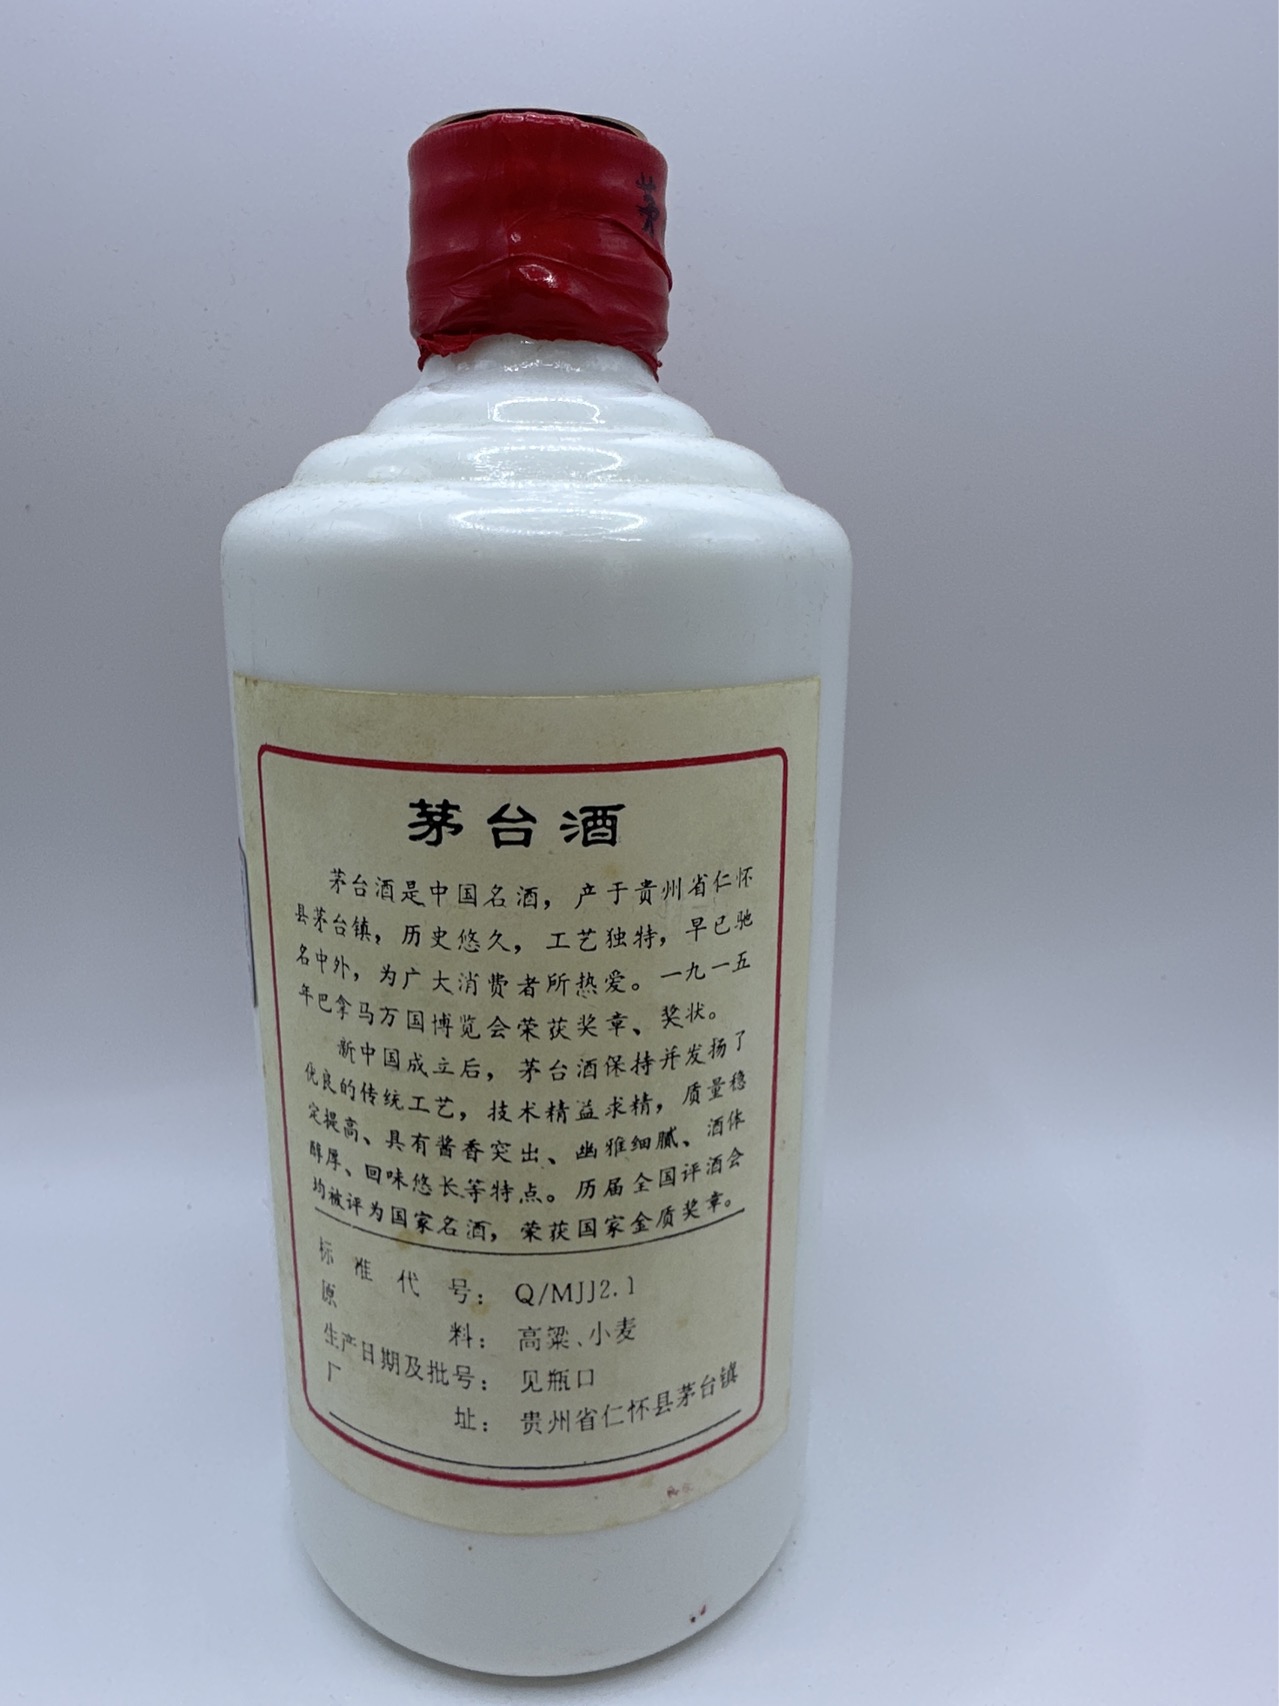 茅
茅台酒
茅台酒是中国名酒，产于贵州省仁怀
县茅台镇，历史悠久，工艺独特，早已驰
名中外，为广大消费者所热爱。一九一五
年巴拿马万国博览会荣获奖章、奖状。
新中国成立后，茅台酒保持并发扬了
优良的传统工艺，技术精益求精，质量稳
定提高、具有酱香突出、幽雅细腻、酒体
醇厚、回味悠长等特点。历届全国评酒会
均被评为国家名酒，荣获国家金质奖章。
标准代号：Q/MJJ2.1
原料：高粱、小麦
生产日期及批号：见瓶口
厂址：贵州省仁怀县茅台镇